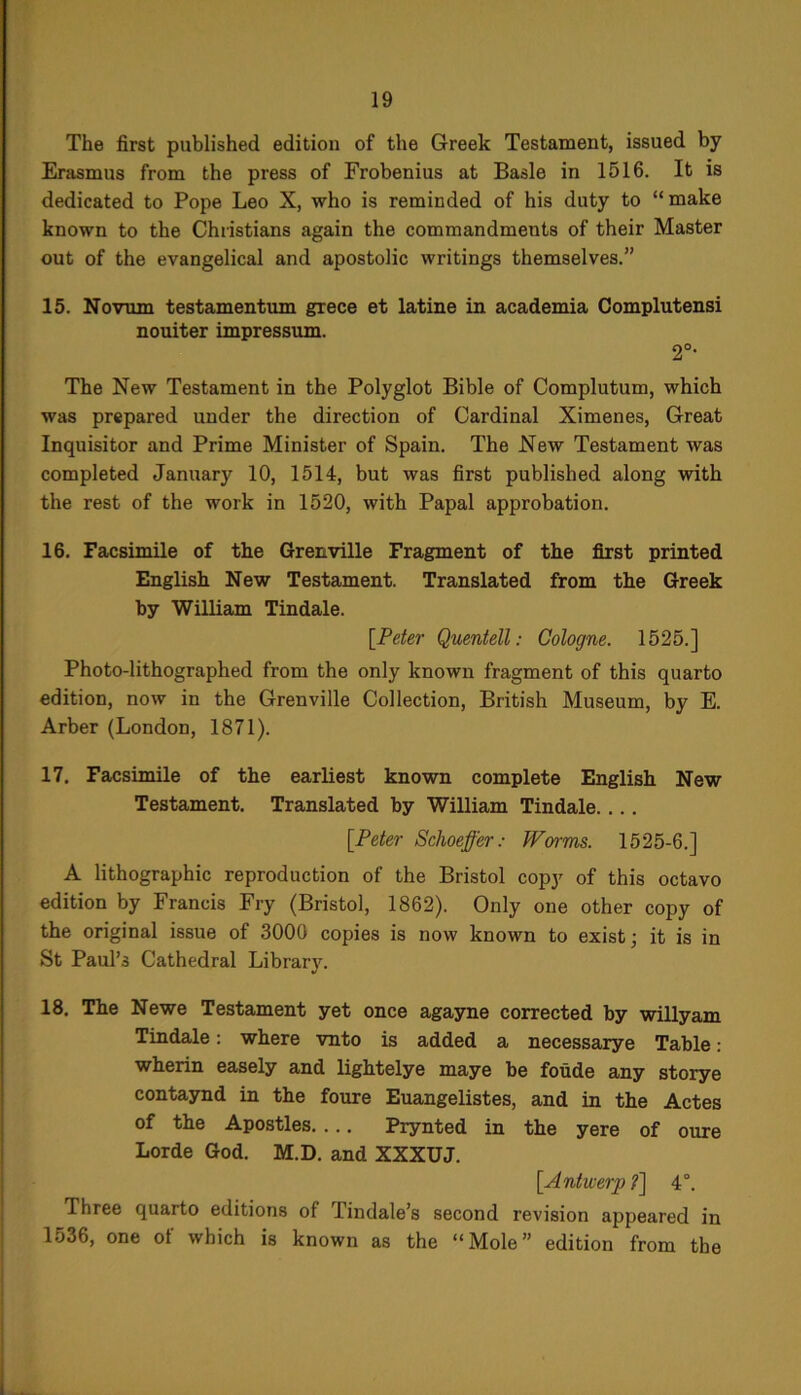 19
The first published edition of the Greek Testament, issued by
Erasmus from the press of Frobenius at Basle in 1516. It is
dedicated to Pope Leo X, who is reminded of his duty to “make
known to the Christians again the commandments of their Master
out of the evangelical and apostolic writings themselves.”
15. Novum testamentum grece et latine in academia Complutensi
nouiter impressum.
2°.
The New Testament in the Polyglot Bible of Complutum, which
was prepared under the direction of Cardinal Ximenes, Great
Inquisitor and Prime Minister of Spain. The New Testament was
completed January 10, 1514, but was first published along with
the rest of the work in 1520, with Papal approbation.
16. Facsimile of the Grenville Fragment of the first printed
English New Testament. Translated from the Greek
by William Tindale.
[Peter Quentell: Cologne. 1525.]
Photo-lithographed from the only known fragment of this quarto
edition, now in the Grenville Collection, British Museum, by E.
Arber (London, 1871).
17. Facsimile of the earliest known complete English New
Testament. Translated by William Tindale. . . .
[Peter Schoeffer: Worms. 1525-6.]
A lithographic reproduction of the Bristol copy of this octavo
edition by Francis Fry (Bristol, 1862). Only one other copy of
the original issue of 3000 copies is now known to exist; it is in
St Paul’s Cathedral Library.
18. The Newe Testament yet once agayne corrected by willyam
Tindale: where vnto is added a necessarye Table:
wherin easely and lightelye maye be foūde any storye
contaynd in the foure Euangelistes, and in the Actes
of the Apostles. . . . Prynted in the yere of oure
Lorde God. M.D. and XXXUJ.
[Antwerp?] 4°.
Three quarto editions of Tindale’s second revision appeared in
1536, one of which is known as the “Mole” edition from the